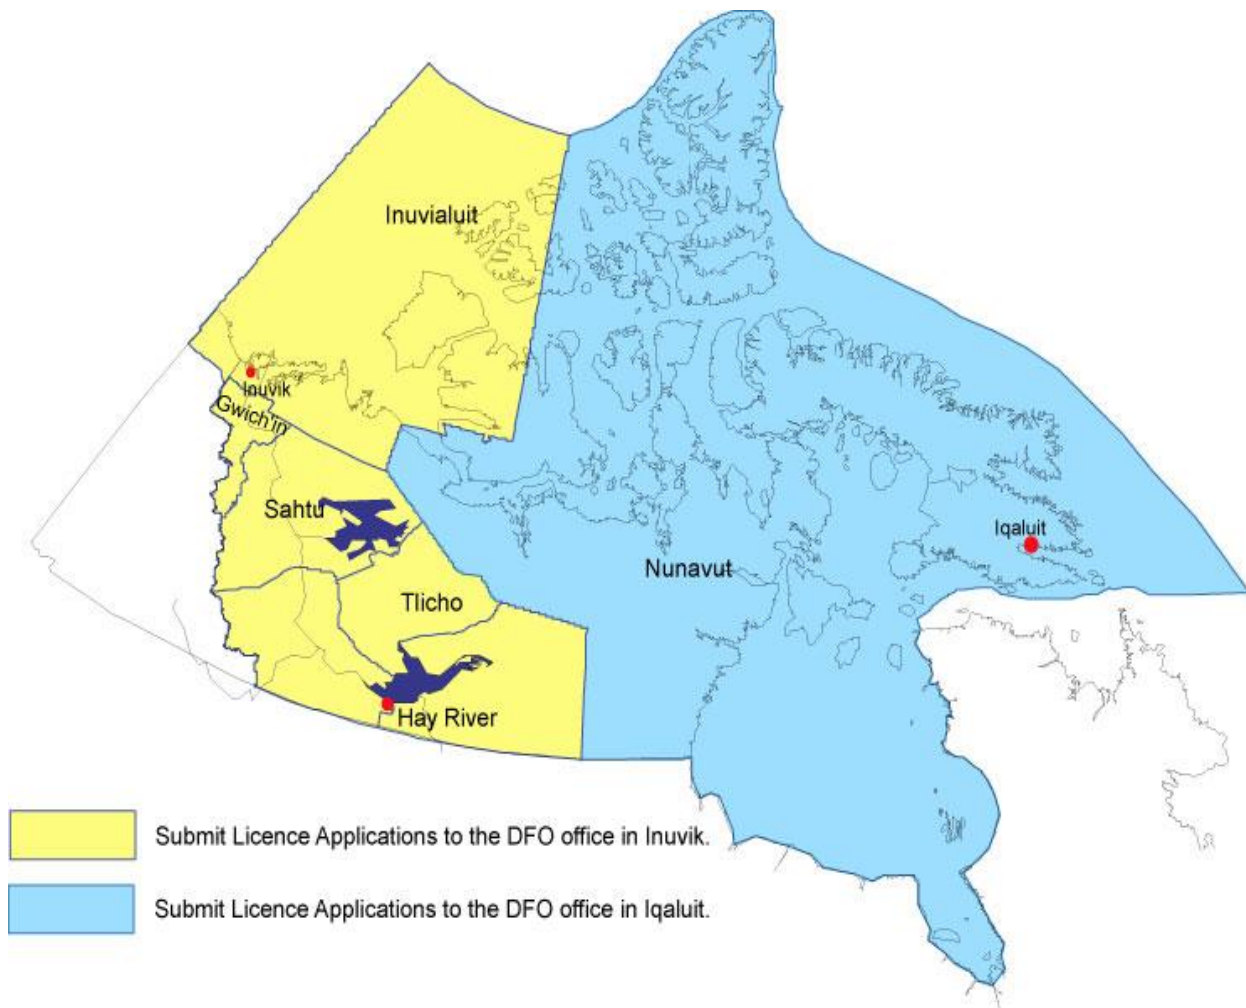 Inuvialuit
Inuvik
Gwich'in
Sahtu
Iqaluit
Nunavut
Tlicho
Hay River
Submit Licence Applications to the DFO office in Inuvik.
Submit Licence Applications to the DFO office in Iqaluit.